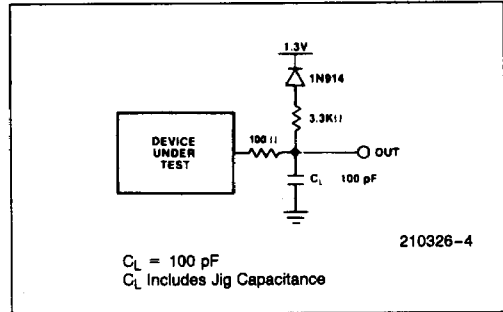 1.3V
1N914
3.3KΩ
DEVICE
UNDER
TEST
100 Ω
OUT
CL 100 pF
210326-4
CL = 100 pF
CL Includes Jig Capacitance